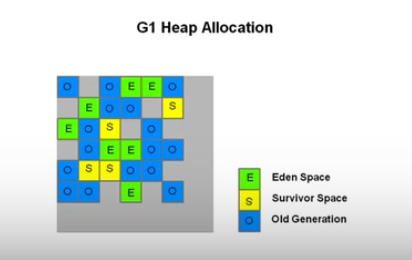 G1 Heap Allocation
O O E E O
E O O S
E O S O
O E E O O
O S S O O
O O E O
E Eden Space
S Survivor Space
O Old Generation